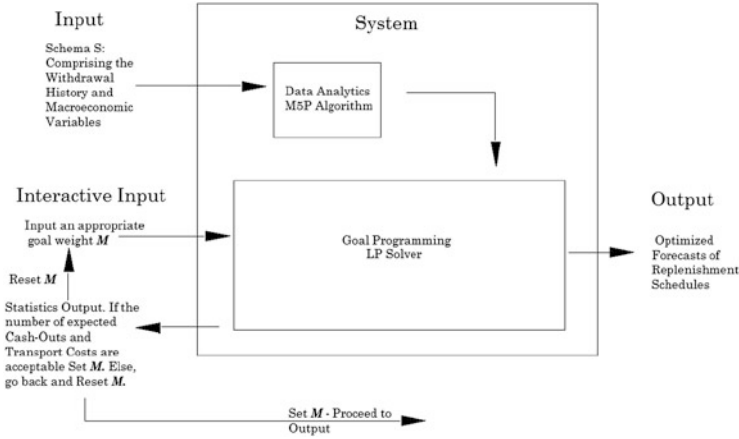 Input
Schema S:
Comprising the
Withdrawal
History and
Macroeconomic
Variables
System
Data Analytics
M5P Algorithm
Interactive Input
Input an appropriate
goal weight M
Reset M
Statistics Output. If the
number of expected
Cash-Outs and
Transport Costs are
acceptable Set M. Else,
go back and Reset M.
Goal Programming
LP Solver
Output
Optimized
Forecasts of
Replenishment
Schedules
Set M - Proceed to
Output